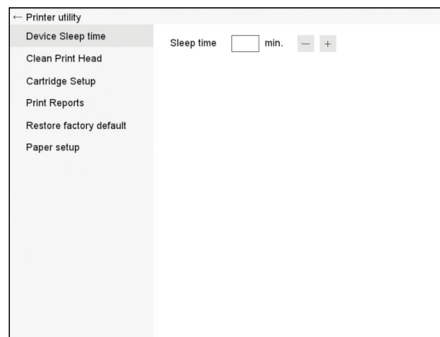 ← Printer utility
Device Sleep time
Sleep time min. — +
Clean Print Head
Cartridge Setup
Print Reports
Restore factory default
Paper setup